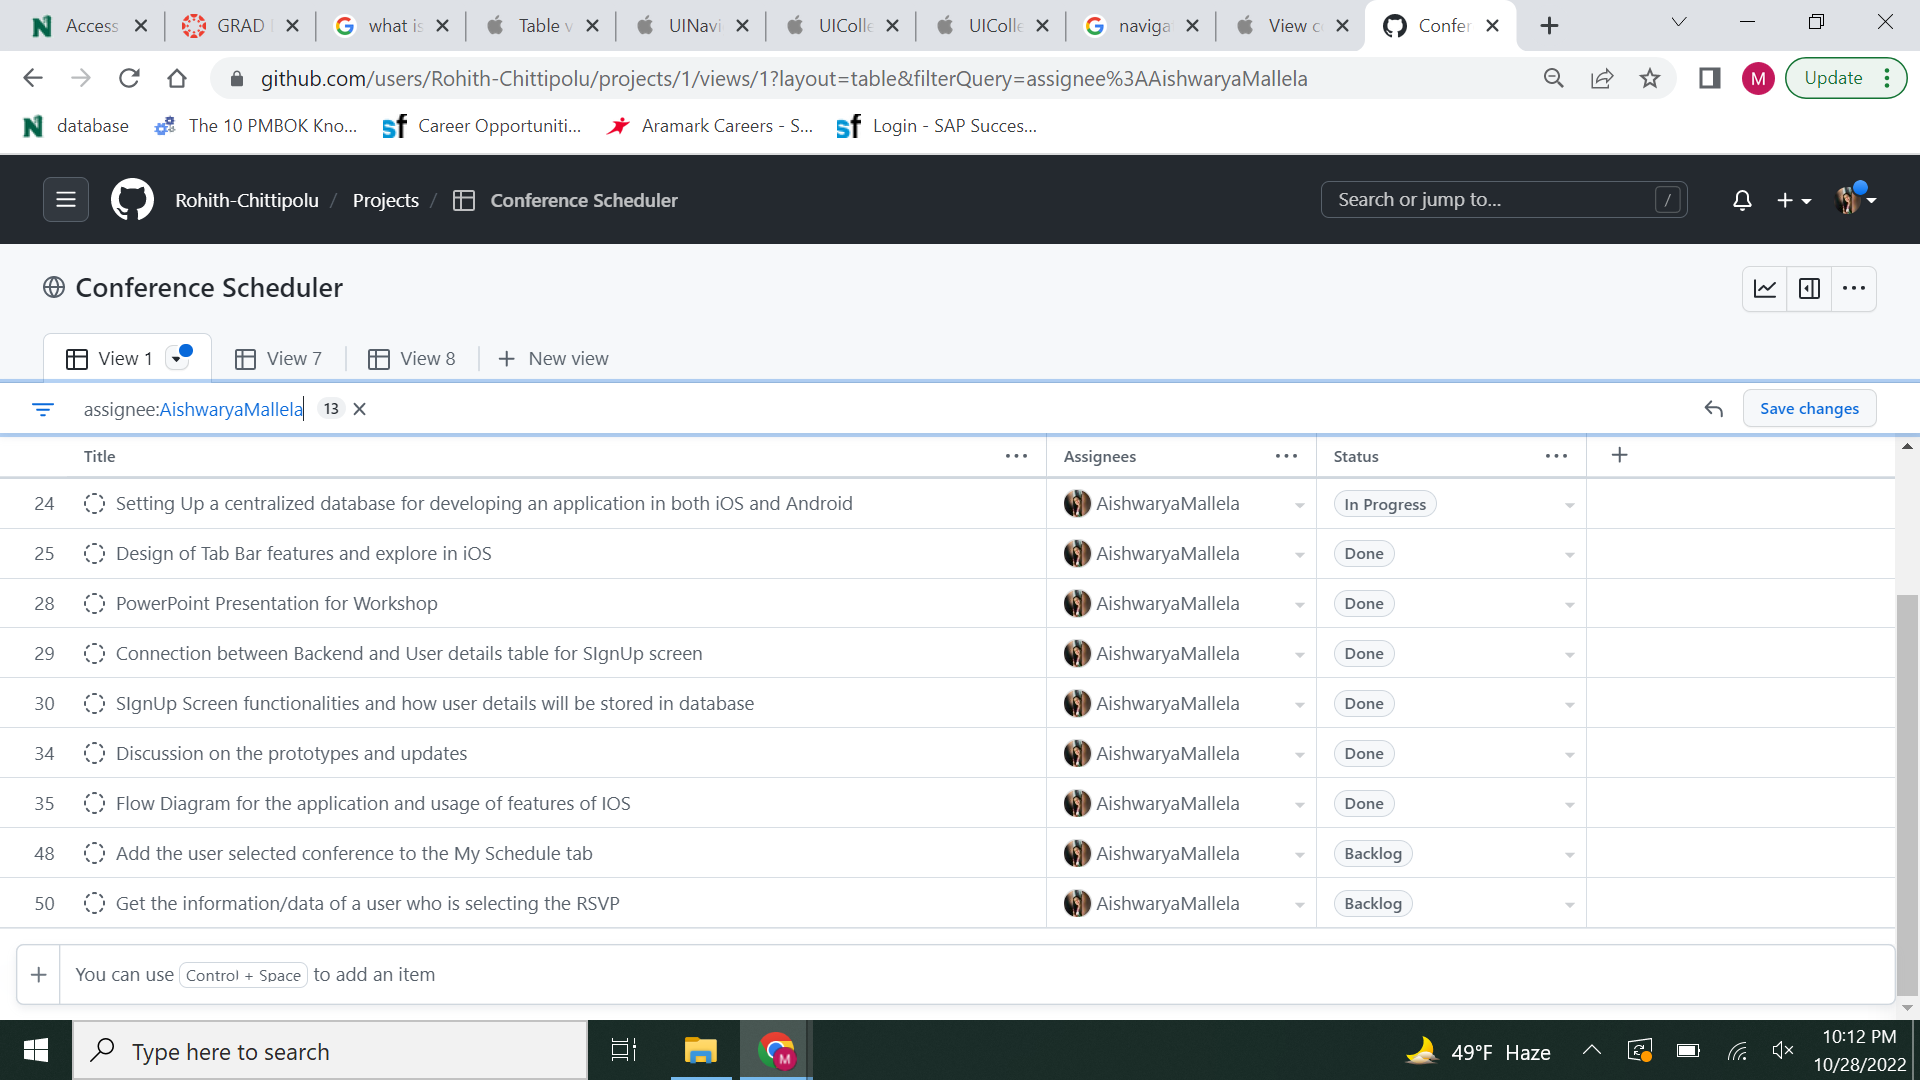 Access
GRAD
what is
Table v
UINavi
UIColle
UIColle
naviga
View co
Confer
github.com/users/Rohith-Chittipolu/projects/1/views/1?layout=table&filterQuery=assignee%3AAishwaryaMallela
M
Update
database
The 10 PMBOK Kno...
Career Opportuniti...
Aramark Careers - S...
Login - SAP Succes...
Rohith-Chittipolu / Projects / Conference Scheduler
Search or jump to... /
Conference Scheduler
View 1
View 7
View 8
New view
assignee:AishwaryaMallela 13
Save changes
Title Assignees Status
24 Setting Up a centralized database for developing an application in both iOS and Android AishwaryaMallela In Progress
25 Design of Tab Bar features and explore in iOS AishwaryaMallela Done
28 PowerPoint Presentation for Workshop AishwaryaMallela Done
29 Connection between Backend and User details table for SIgnUp screen AishwaryaMallela Done
30 SIgnUp Screen functionalities and how user details will be stored in database AishwaryaMallela Done
34 Discussion on the prototypes and updates AishwaryaMallela Done
35 Flow Diagram for the application and usage of features of IOS AishwaryaMallela Done
48 Add the user selected conference to the My Schedule tab AishwaryaMallela Backlog
50 Get the information/data of a user who is selecting the RSVP AishwaryaMallela Backlog
You can use Control + Space to add an item
Type here to search
M
49°F Haze
10:12 PM
10/28/2022